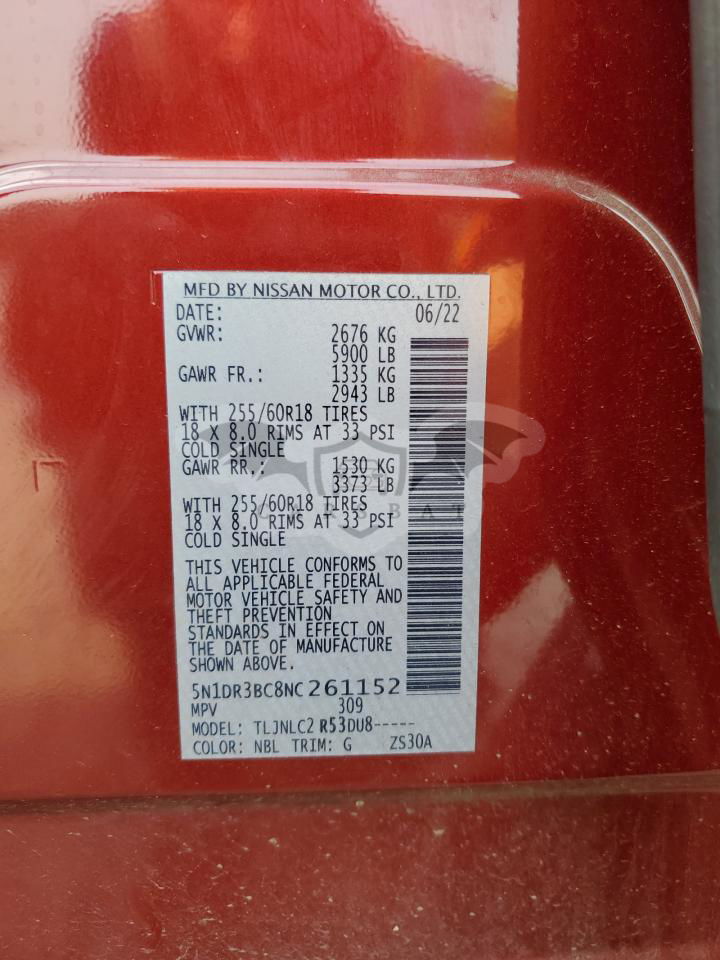 MFD BY NISSAN MOTOR CO., LTD.
DATE: 06/22
GVWR: 2676 KG
5900 LB
GAWR FR.: 1335 KG
2943 LB
WITH 255/60R18 TIRES
18 X 8.0 RIMS AT 33 PSI
COLD SINGLE
GAWR RR.: 1530 KG
3373 LB
WITH 255/60R18 TIRES
18 X 8.0 RIMS AT 33 PSI
COLD SINGLE
THIS VEHICLE CONFORMS TO
ALL APPLICABLE FEDERAL
MOTOR VEHICLE SAFETY AND
THEFT PREVENTION
STANDARDS IN EFFECT ON
THE DATE OF MANUFACTURE
SHOWN ABOVE.
5N1DR3BC8NC261152
MPV 309
MODEL: TLJNLC2 R53DU8-----
COLOR: NBL TRIM: G ZS30A